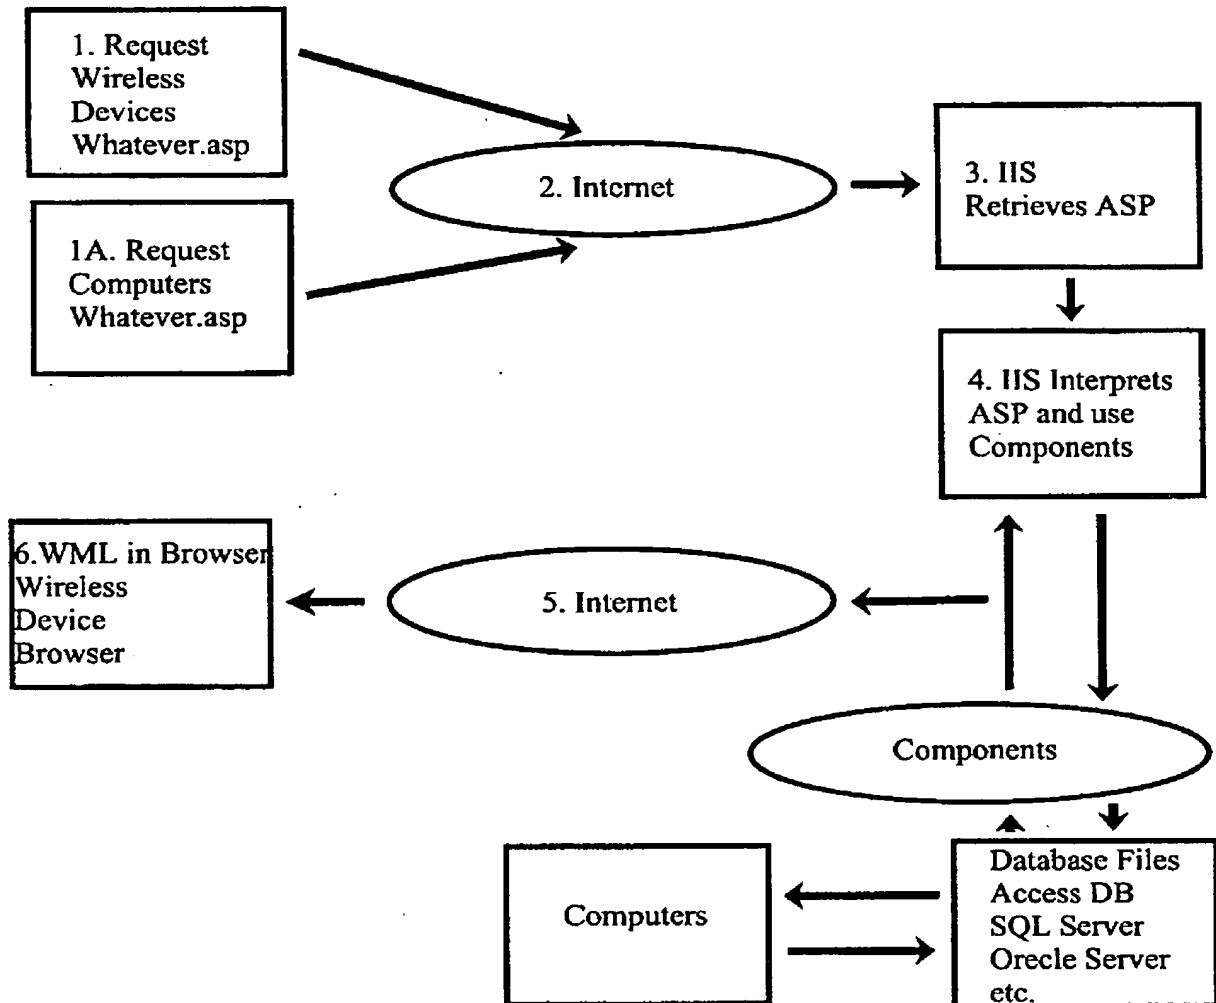 1. Request
Wireless
Devices
Whatever.asp
2. Internet
3. IIS
Retrieves ASP
1A. Request
Computers
Whatever.asp
4. IIS Interprets
ASP and use
Components
6.WML in Browser
Wireless
Device
Browser
5. Internet
Components
Computers
Database Files
Access DB
SQL Server
Orecle Server
etc.